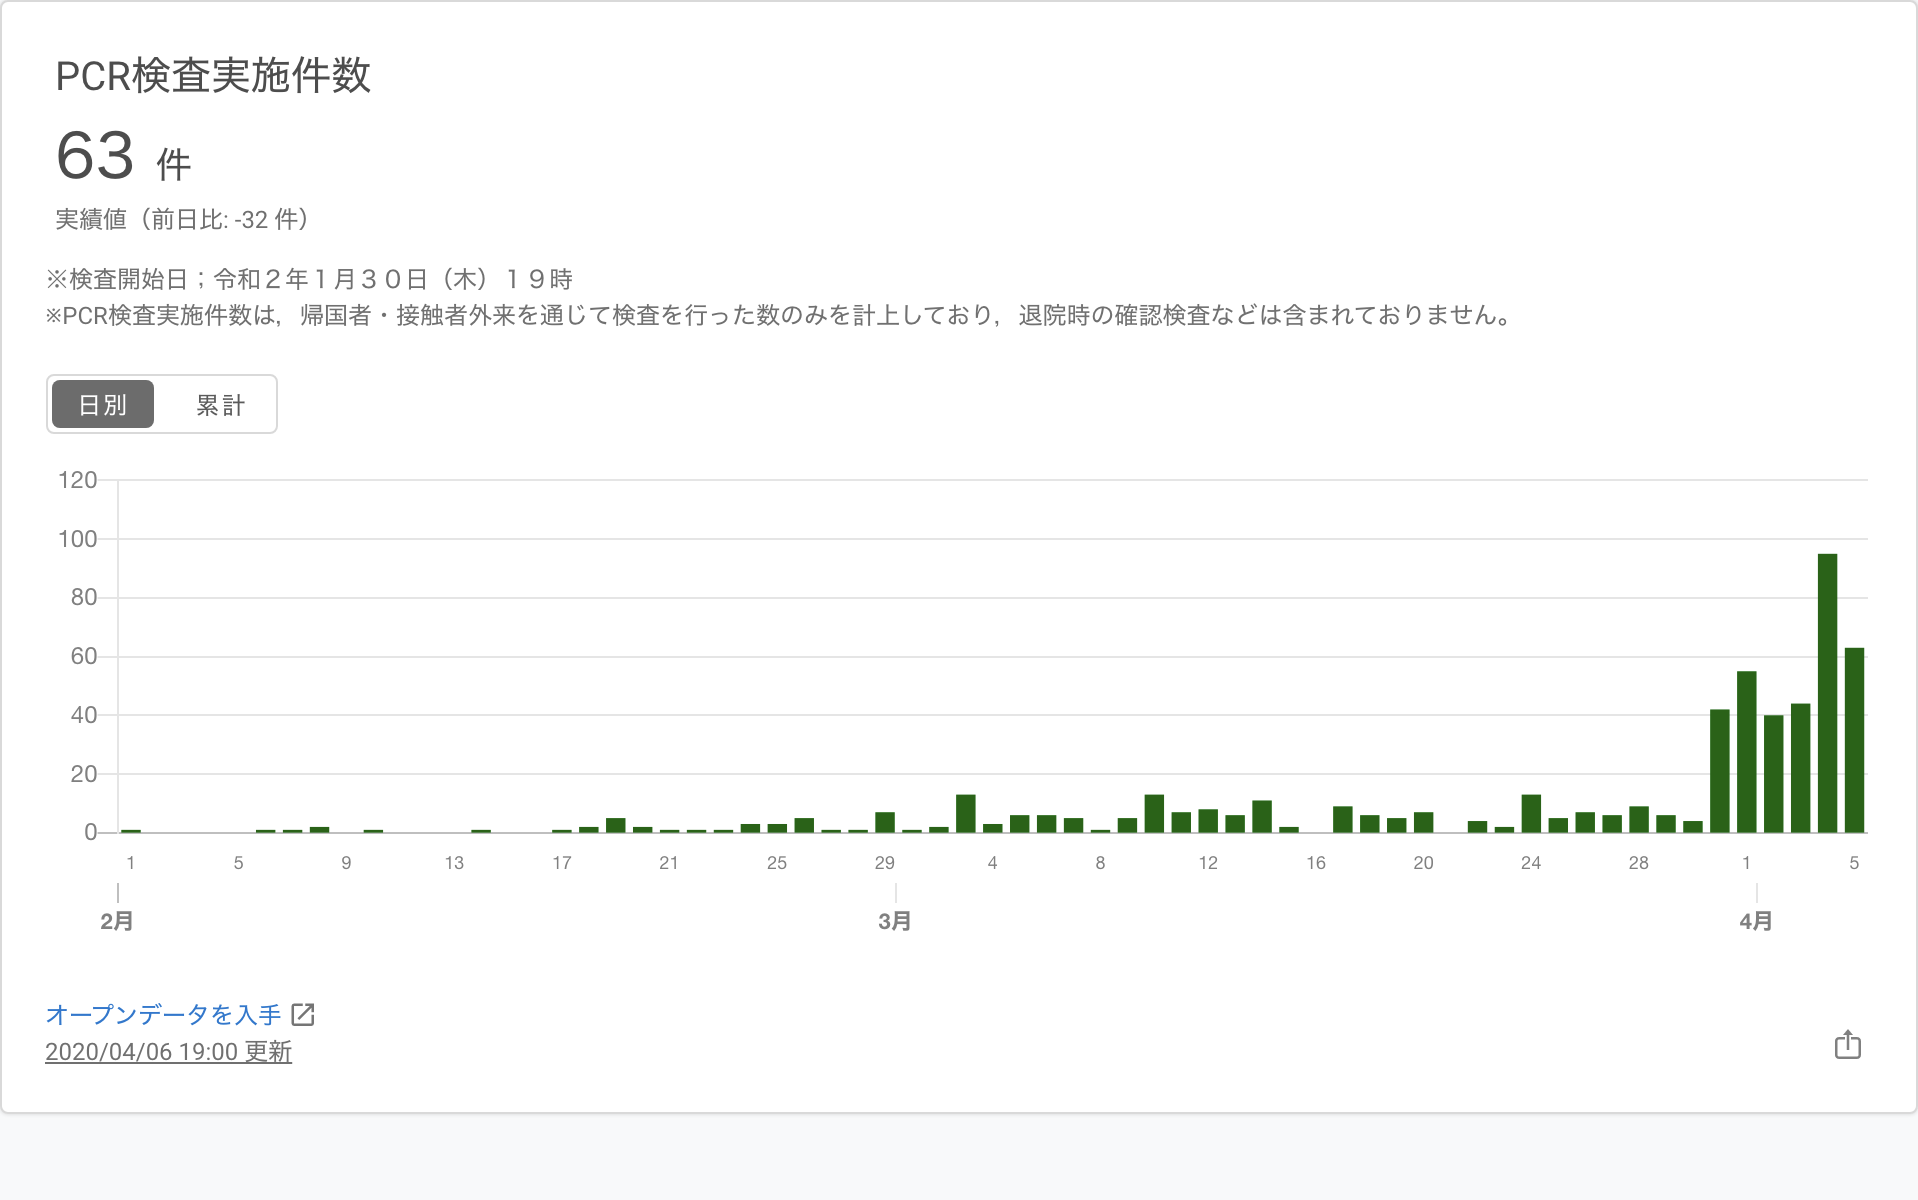 PCR検査実施件数
63 件
実績値（前日比: -32 件）
※検査開始日；令和２年１月３０日（木）１９時
※PCR検査実施件数は，帰国者・接触者外来を通じて検査を行った数のみを計上しており，退院時の確認検査などは含まれておりません。
日別 累計
120
100
80
60
40
20
0
1 5 9 13 17 21 25 29 4 8 12 16 20 24 28 1 5
2月 3月 4月
オープンデータを入手
2020/04/06 19:00 更新